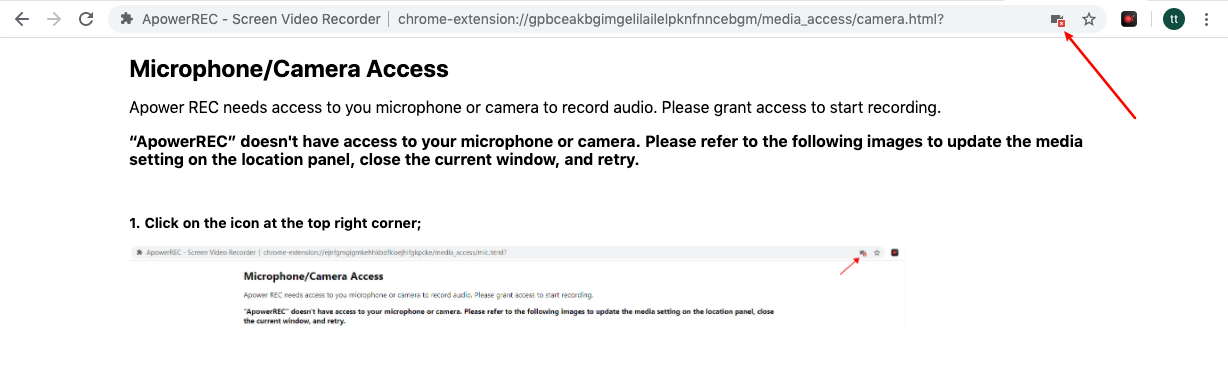 ApowerREC - Screen Video Recorder | chrome-extension://gpbceakbgimgelilailelpknfnncebgm/media_access/camera.html?
tt
Microphone/Camera Access
Apower REC needs access to you microphone or camera to record audio. Please grant access to start recording.
“ApowerREC” doesn't have access to your microphone or camera. Please refer to the following images to update the media
setting on the location panel, close the current window, and retry.
1. Click on the icon at the top right corner;
ApowerREC - Screen Video Recorder | /media_access/mic.html?
Microphone/Camera Access
Apower REC needs access to you microphone or camera to record audio. Please grant access to start recording.
"ApowerREC" doesn't have access to your microphone or camera. Please refer to the following images to update the media setting on the location panel, close
the current window, and retry.